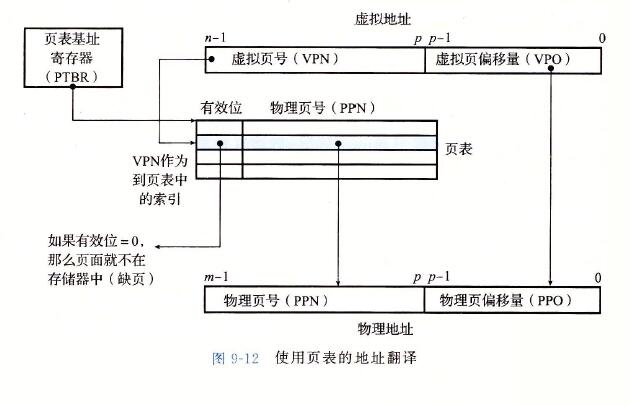 虚拟地址
页表基址
寄存器
（PTBR）
n-1 p p-1 0
虚拟页号（VPN） 虚拟页偏移量（VPO）
有效位 物理页号（PPN）
页表
VPN作为
到页表中
的索引
如果有效位=0，
那么页面就不在
存储器中（缺页）
m-1 p p-1 0
物理页号（PPN） 物理页偏移量（PPO）
物理地址
图 9-12 使用页表的地址翻译